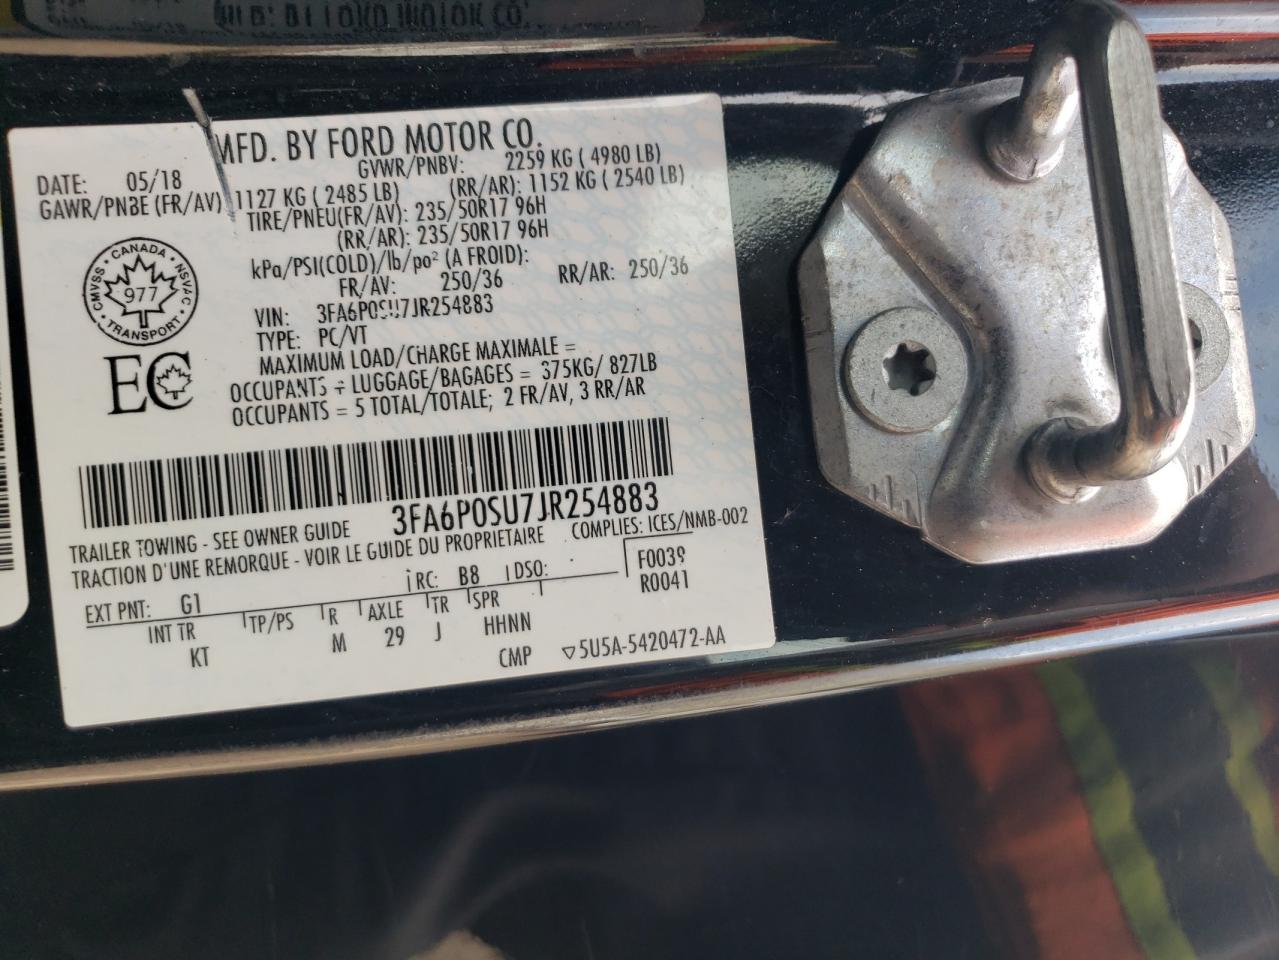 MFD. BY FORD MOTOR CO.
DATE: 05/18 GVWR/PNBV: 2259 KG ( 4980 LB)
GAWR/PNBE (FR/AV) 1127 KG ( 2485 LB) (RR/AR): 1152 KG ( 2540 LB)
TIRE/PNEU(FR/AV): 235/50R17 96H
(RR/AR): 235/50R17 96H
kPa/PSI(COLD)/lb/po² (A FROID):
FR/AV: 250/36 RR/AR: 250/36
VIN: 3FA6P0SU7JR254883
TYPE: PC/VT
MAXIMUM LOAD/CHARGE MAXIMALE =
OCCUPANTS + LUGGAGE/BAGAGES = 375KG/ 827LB
OCCUPANTS = 5 TOTAL/TOTALE; 2 FR/AV, 3 RR/AR
CANADA
CMVSS NSVAC
977
TRANSPORT
EC
3FA6P0SU7JR254883
TRAILER TOWING - SEE OWNER GUIDE COMPLIES: ICES/NMB-002
TRACTION D'UNE REMORQUE - VOIR LE GUIDE DU PROPRIETAIRE
EXT PNT: G1 RC: B8 DSO: F0039
R0041
INT TR TP/PS R AXLE TR SPR
KT M 29 J HHNN
CMP ▽5U5A-5420472-AA